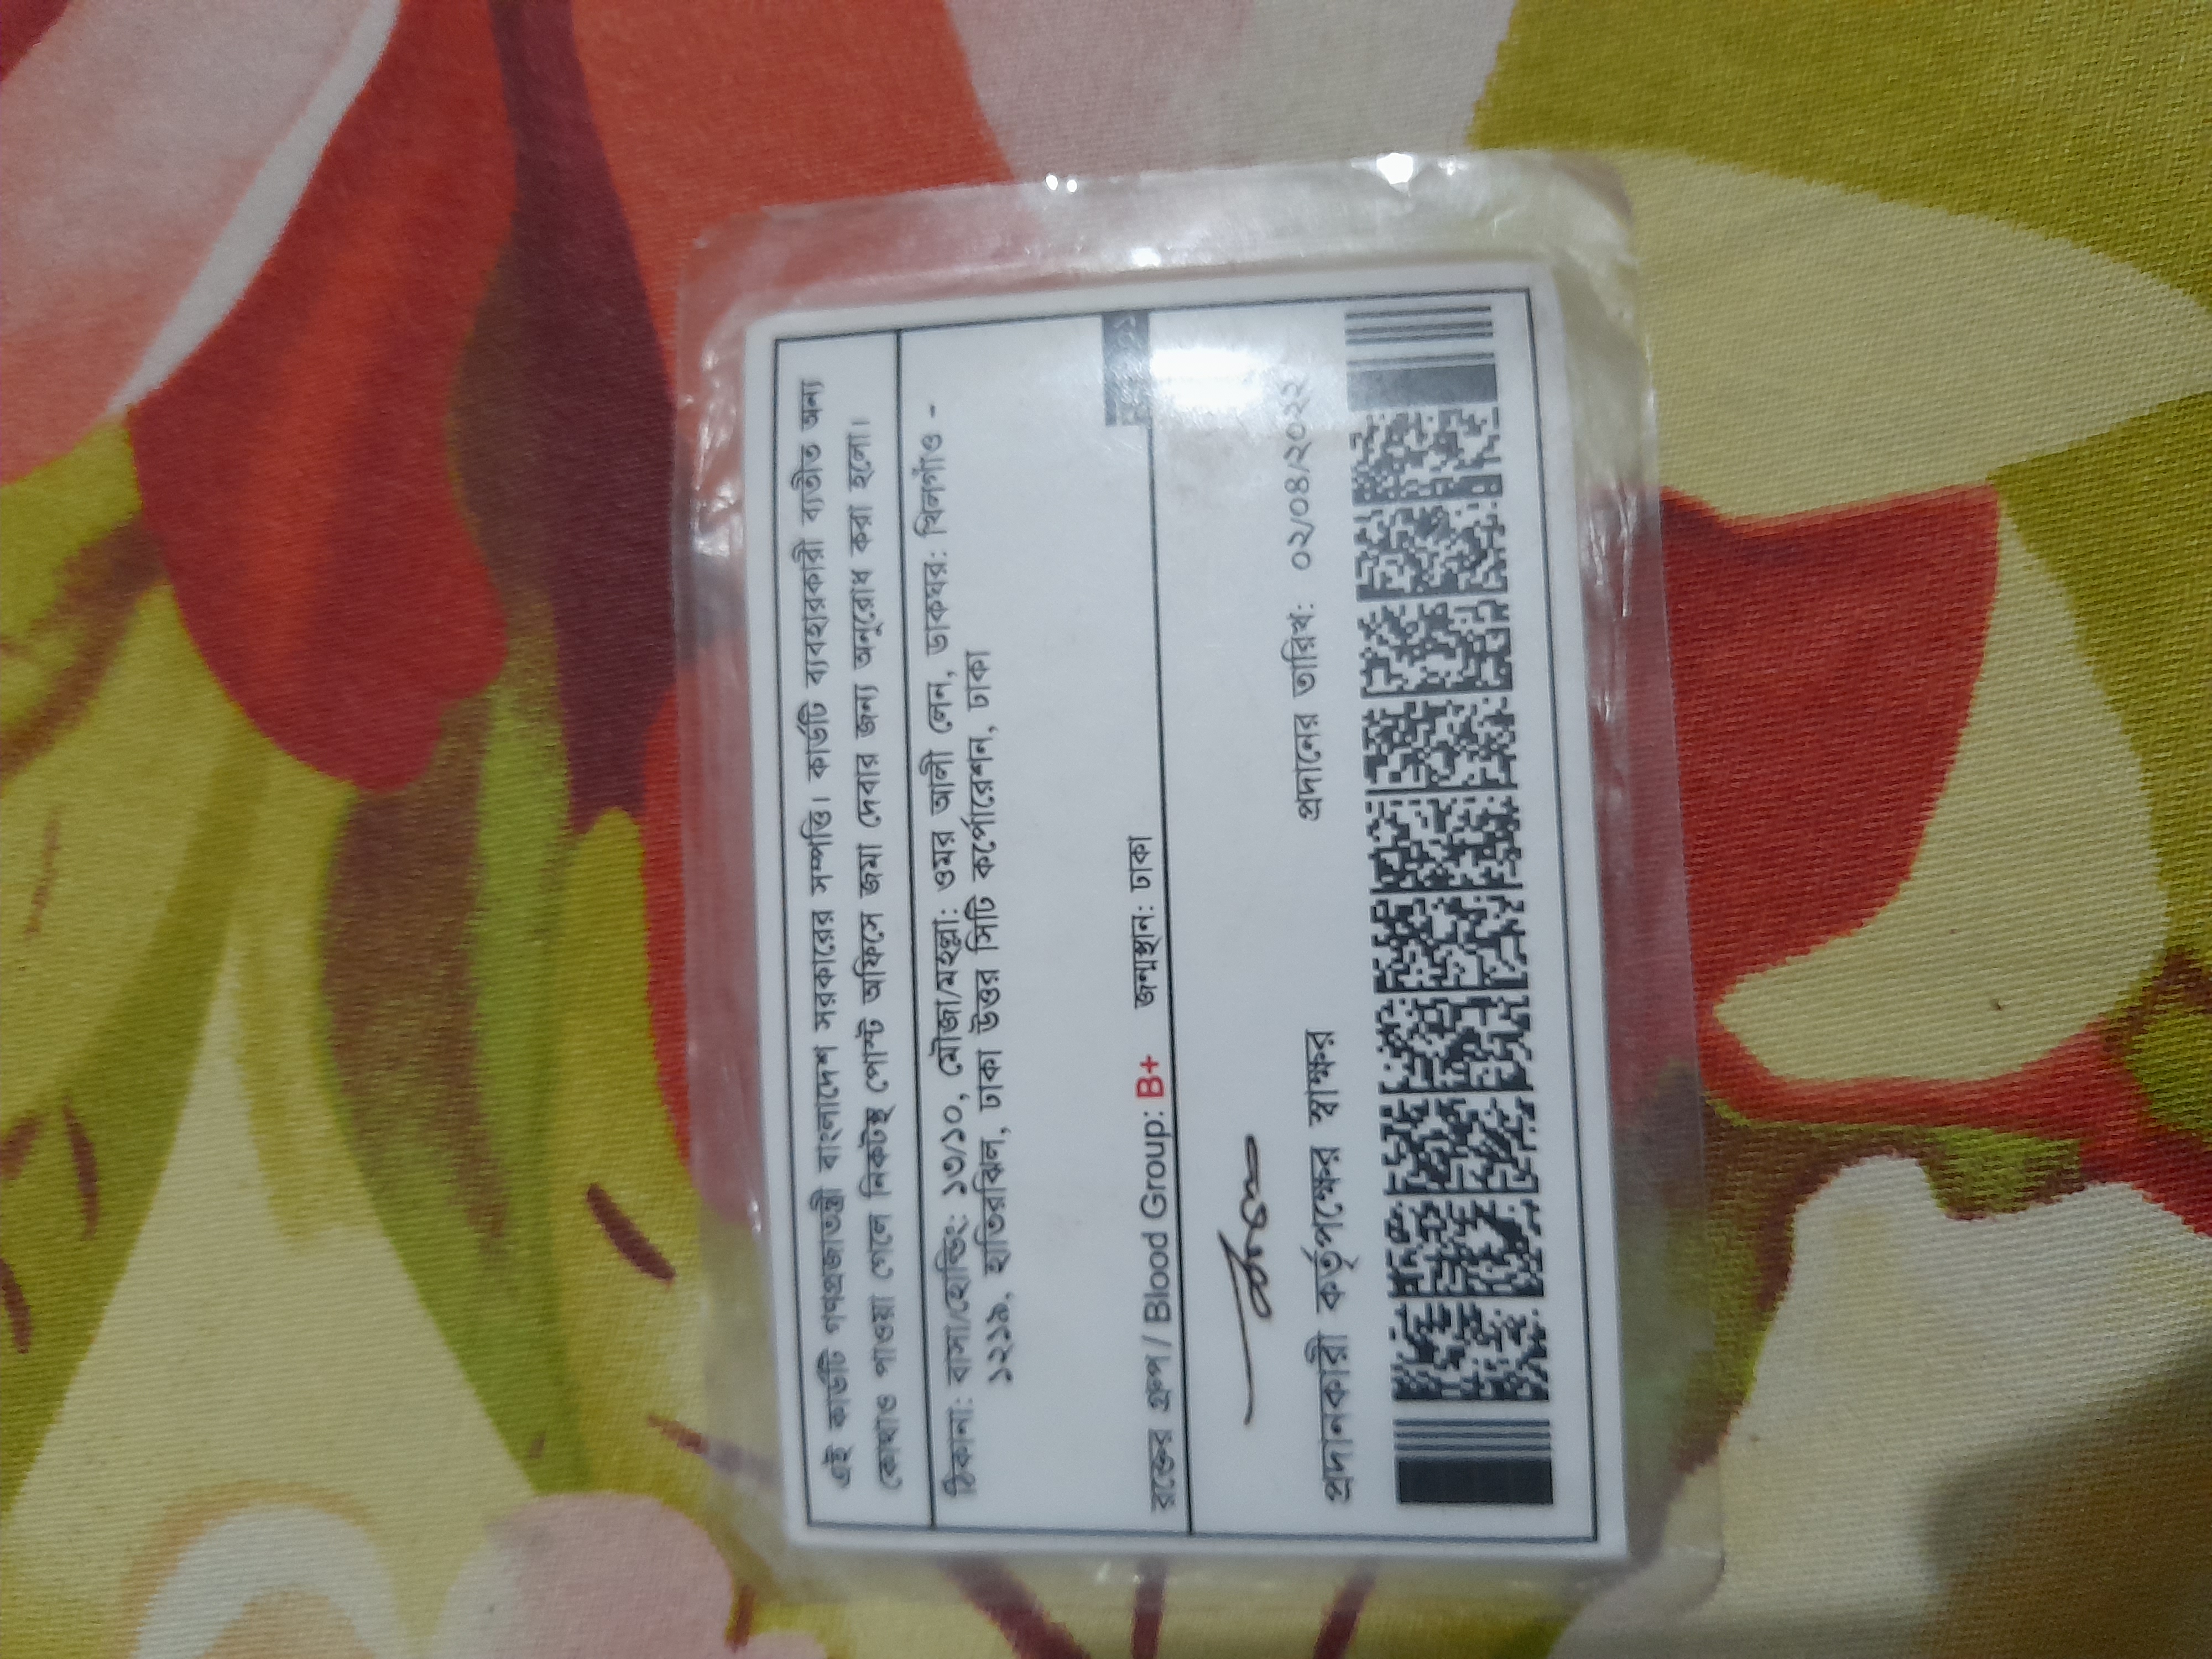 এই কার্ডটি গণপ্রজাতন্ত্রী বাংলাদেশ সরকারের সম্পত্তি। কার্ডটি ব্যবহারকারী ব্যতীত অন্য
কোথাও পাওয়া গেলে নিকটস্থ পোস্ট অফিসে জমা দেবার জন্য অনুরোধ করা হলো।
ঠিকানা: বাসা/হোল্ডিং: ১৩/১০, মৌজা/মহল্লা: ওমর আলী লেন, ডাকঘর: খিলগাঁও -
১২১৯, হাতিরঝিল, ঢাকা উত্তর সিটি কর্পোরেশন, ঢাকা
রক্তের গ্রুপ / Blood Group: B+ জন্মস্থান: ঢাকা
প্রদানকারী কর্তৃপক্ষের স্বাক্ষর প্রদানের তারিখ: ০২/০৪/২০২২